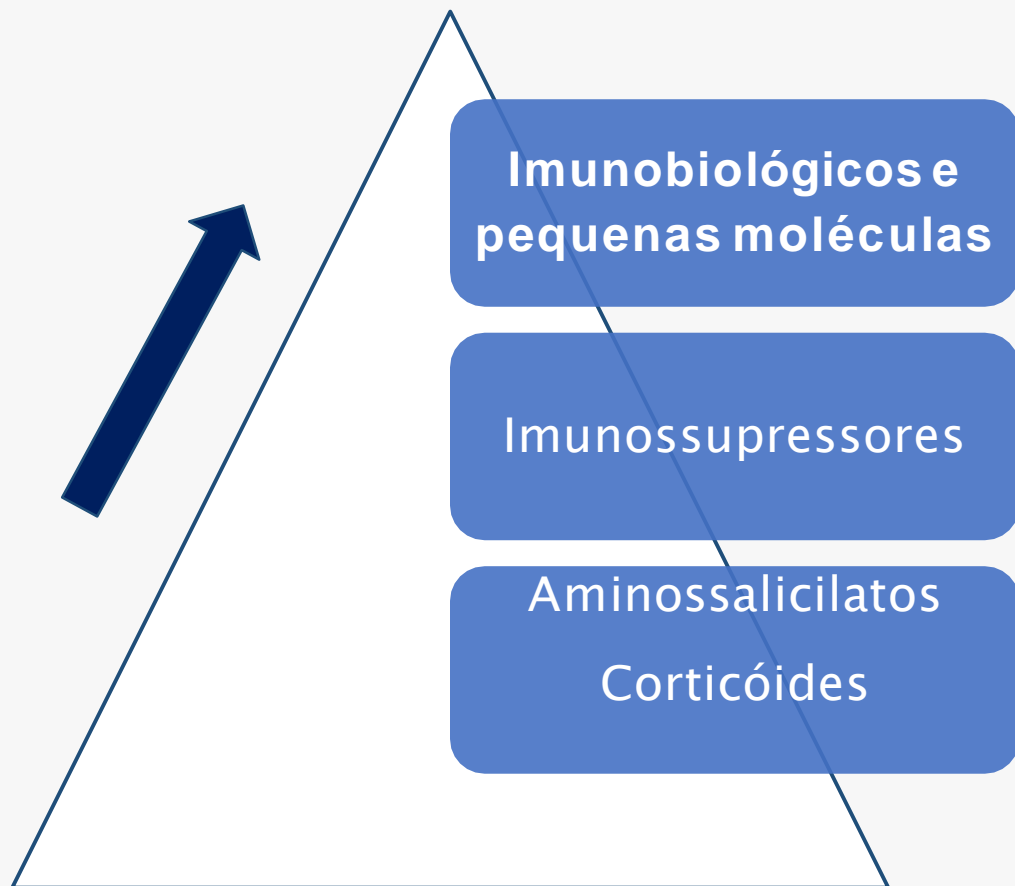 Imunobiológicos e
pequenas moléculas
Imunossupressores
Aminossalicilatos
Corticóides